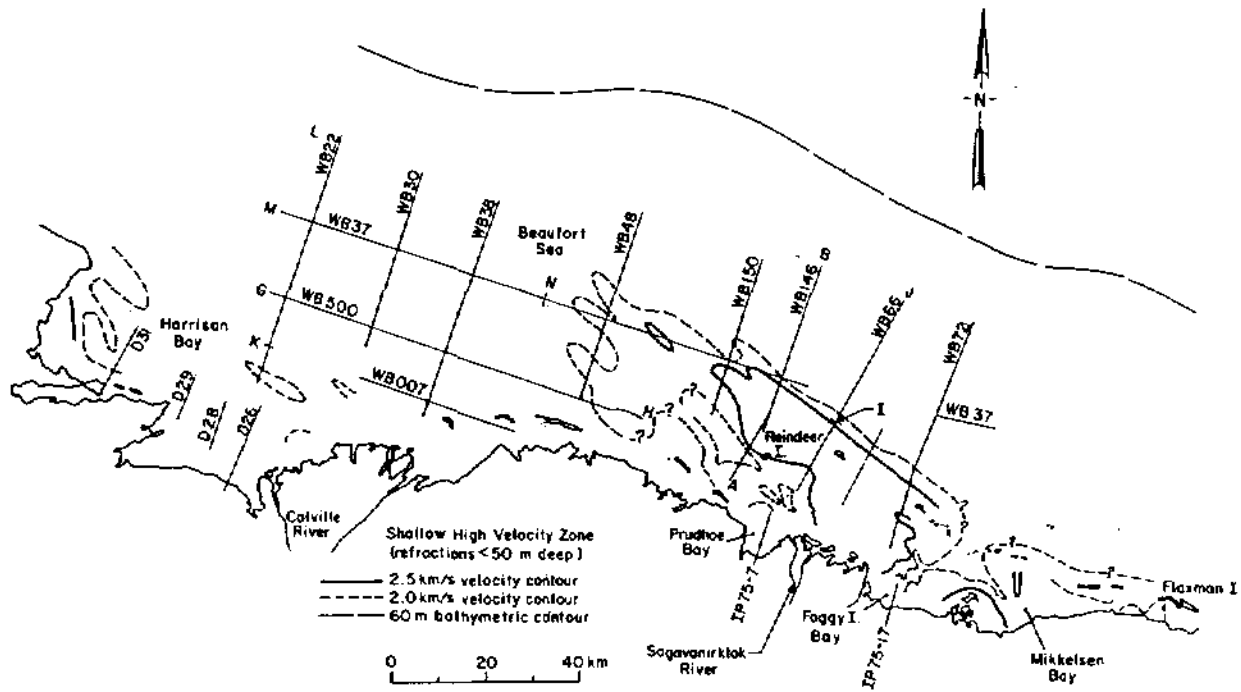 N
L
WB22
M
WB37
WB30
WB38
Beaufort
Sea
WB48
N
WB150
WB146
B
WB66
J
WB72
WB 37
G
WB500
Harrison
Bay
K
D31
D29
D28
D26
WB007
H
?
?
?
I
Reindeer
I
P
A
Colville
River
Prudhoe
Bay
Shallow High Velocity Zone
(refractions <50 m deep)
2.5 km/s velocity contour
2.0 km/s velocity contour
60 m bathymetric contour
0 20 40 km
IP75-7
Sagavanirktok
River
Foggy I.
Bay
IP75-17
?
?
Flaxman I
Mikkelsen
Bay